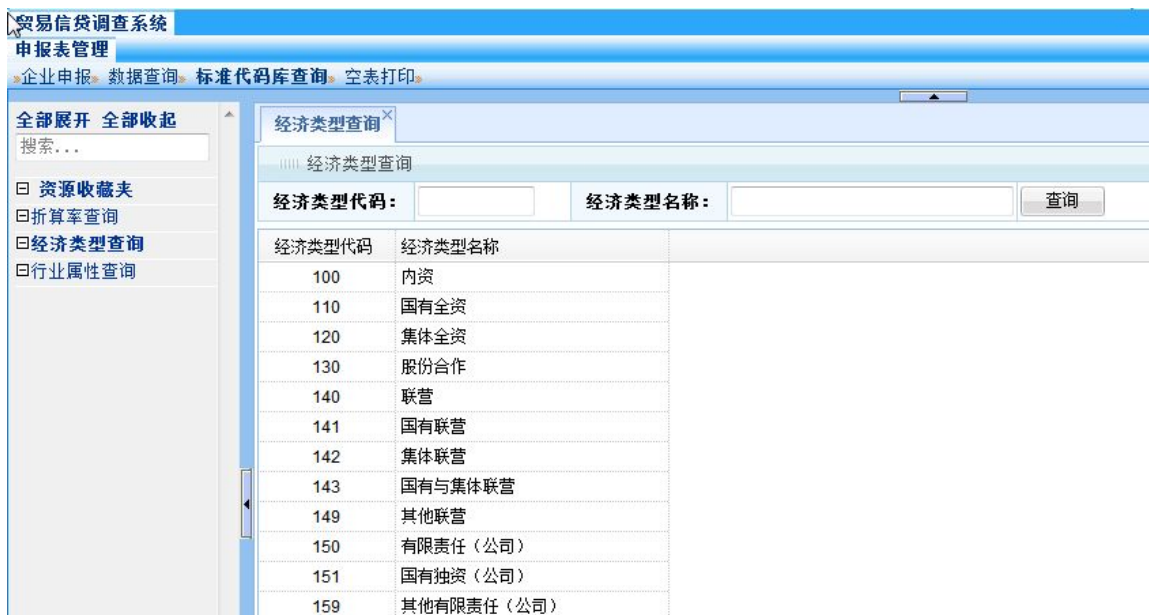 贸易信贷调查系统
申报表管理
»企业申报» 数据查询» 标准代码库查询» 空表打印»
全部展开 全部收起
搜索...
资源收藏夹
折算率查询
经济类型查询
行业属性查询
经济类型查询
经济类型查询
经济类型代码： 经济类型名称： 查询
经济类型代码 经济类型名称
100 内资
110 国有全资
120 集体全资
130 股份合作
140 联营
141 国有联营
142 集体联营
143 国有与集体联营
149 其他联营
150 有限责任（公司）
151 国有独资（公司）
159 其他有限责任（公司）